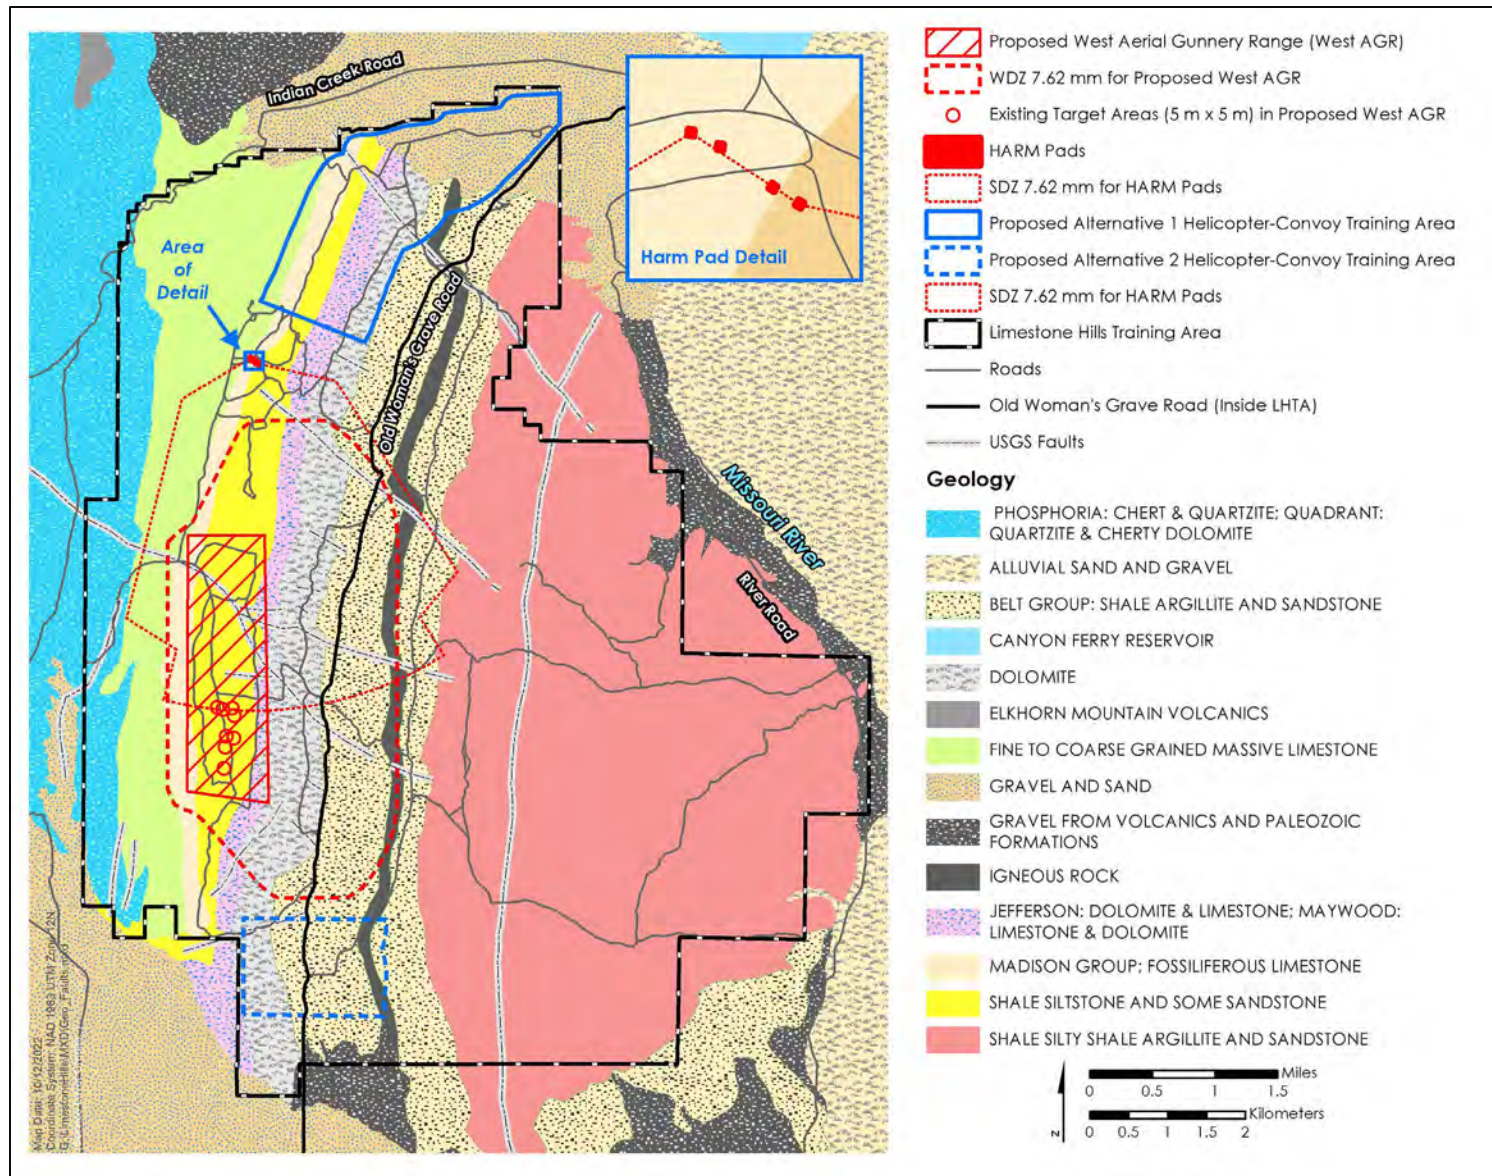 Indian Creek Road
Area
of
Detail
Old Woman's Grave Road
Harm Pad Detail
Missouri River
River Road
Map Date: 10/12/2022
Coordinate System: NAD 1983 UTM Zone 12N
Proposed West Aerial Gunnery Range (West AGR)
WDZ 7.62 mm for Proposed West AGR
Existing Target Areas (5 m x 5 m) in Proposed West AGR
HARM Pads
SDZ 7.62 mm for HARM Pads
Proposed Alternative 1 Helicopter-Convoy Training Area
Proposed Alternative 2 Helicopter-Convoy Training Area
SDZ 7.62 mm for HARM Pads
Limestone Hills Training Area
Roads
Old Woman's Grave Road (Inside LHTA)
USGS Faults
Geology
PHOSPHORIA: CHERT & QUARTZITE; QUADRANT:
QUARTZITE & CHERTY DOLOMITE
ALLUVIAL SAND AND GRAVEL
BELT GROUP: SHALE ARGILLITE AND SANDSTONE
CANYON FERRY RESERVOIR
DOLOMITE
ELKHORN MOUNTAIN VOLCANICS
FINE TO COARSE GRAINED MASSIVE LIMESTONE
GRAVEL AND SAND
GRAVEL FROM VOLCANICS AND PALEOZOIC
FORMATIONS
IGNEOUS ROCK
JEFFERSON: DOLOMITE & LIMESTONE; MAYWOOD:
LIMESTONE & DOLOMITE
MADISON GROUP; FOSSILIFEROUS LIMESTONE
SHALE SILTSTONE AND SOME SANDSTONE
SHALE SILTY SHALE ARGILLITE AND SANDSTONE
N
Miles
0 0.5 1 1.5
Kilometers
0 0.5 1 1.5 2